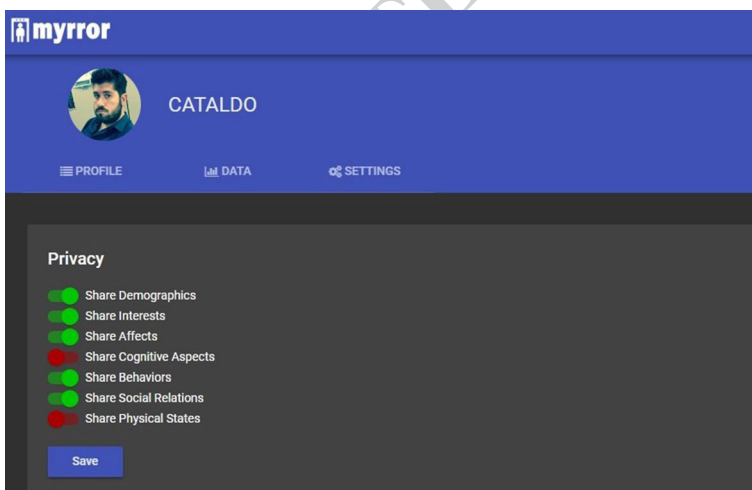 myrror
CATALDO
PROFILE DATA SETTINGS
Privacy
Share Demographics
Share Interests
Share Affects
Share Cognitive Aspects
Share Behaviors
Share Social Relations
Share Physical States
Save